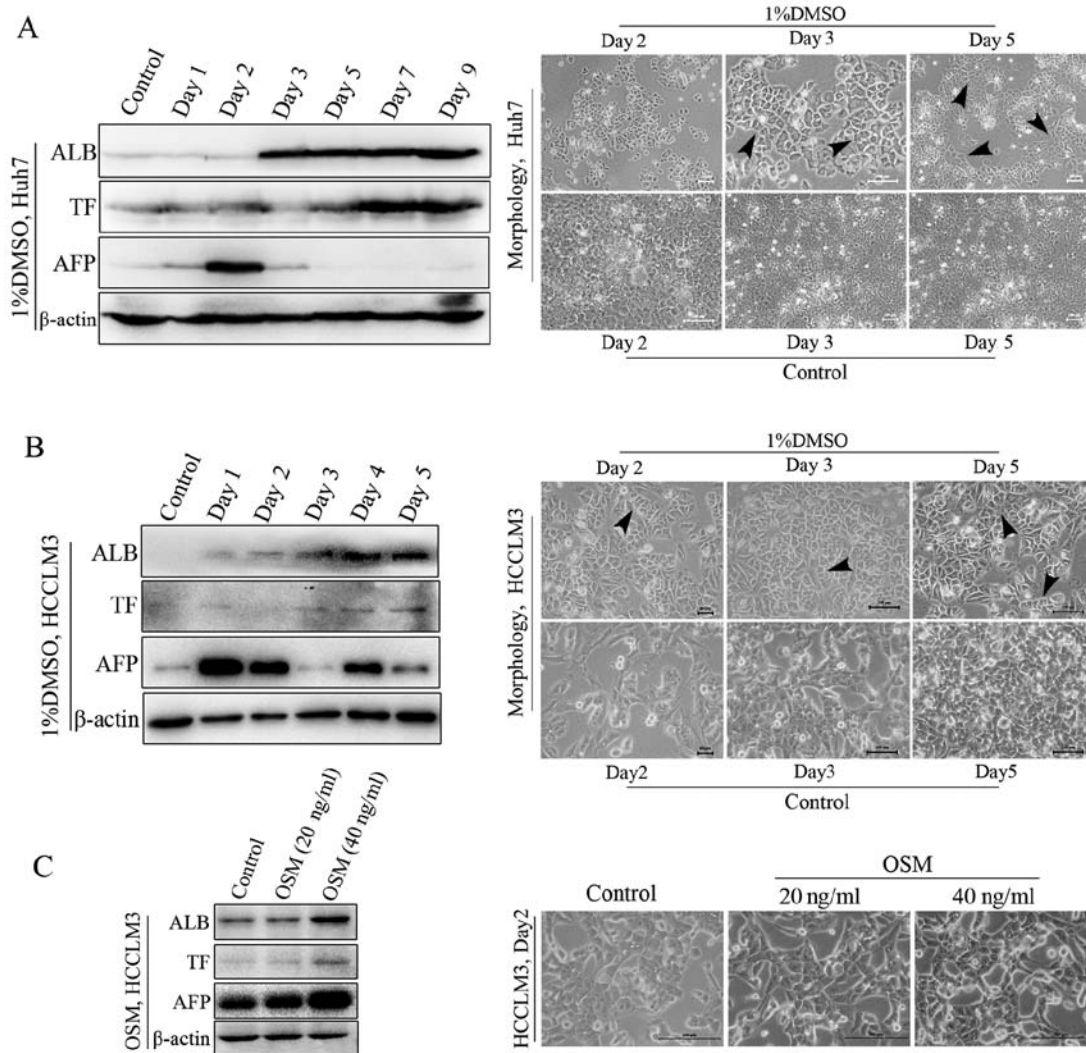 A
Control
Day 1
Day 2
Day 3
Day 5
Day 7
Day 9
1%DMSO, Huh7
ALB
TF
AFP
β-actin
1%DMSO
Day 2
Day 3
Day 5
Morphology, Huh7
Day 2
Day 3
Day 5
Control
B
Control
Day 1
Day 2
Day 3
Day 4
Day 5
1%DMSO, HCCLM3
ALB
TF
AFP
β-actin
1%DMSO
Day 2
Day 3
Day 5
Morphology, HCCLM3
Day2
Day3
Day5
Control
C
Control
OSM (20 ng/ml)
OSM (40 ng/ml)
OSM, HCCLM3
ALB
TF
AFP
β-actin
OSM
Control
20 ng/ml
40 ng/ml
HCCLM3, Day2